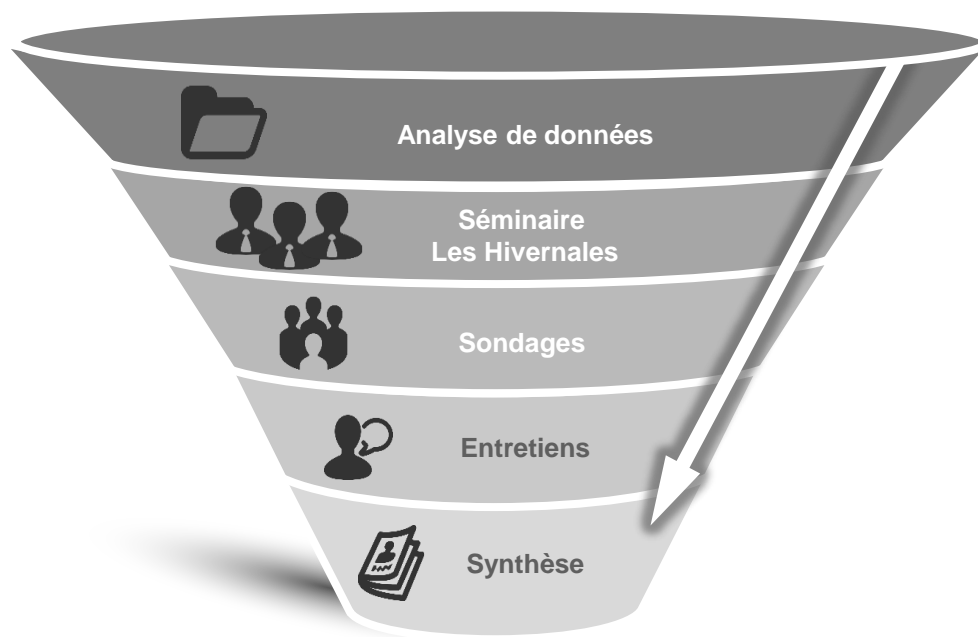 Analyse de données
Séminaire
Les Hivernales
Sondages
Entretiens
Synthèse